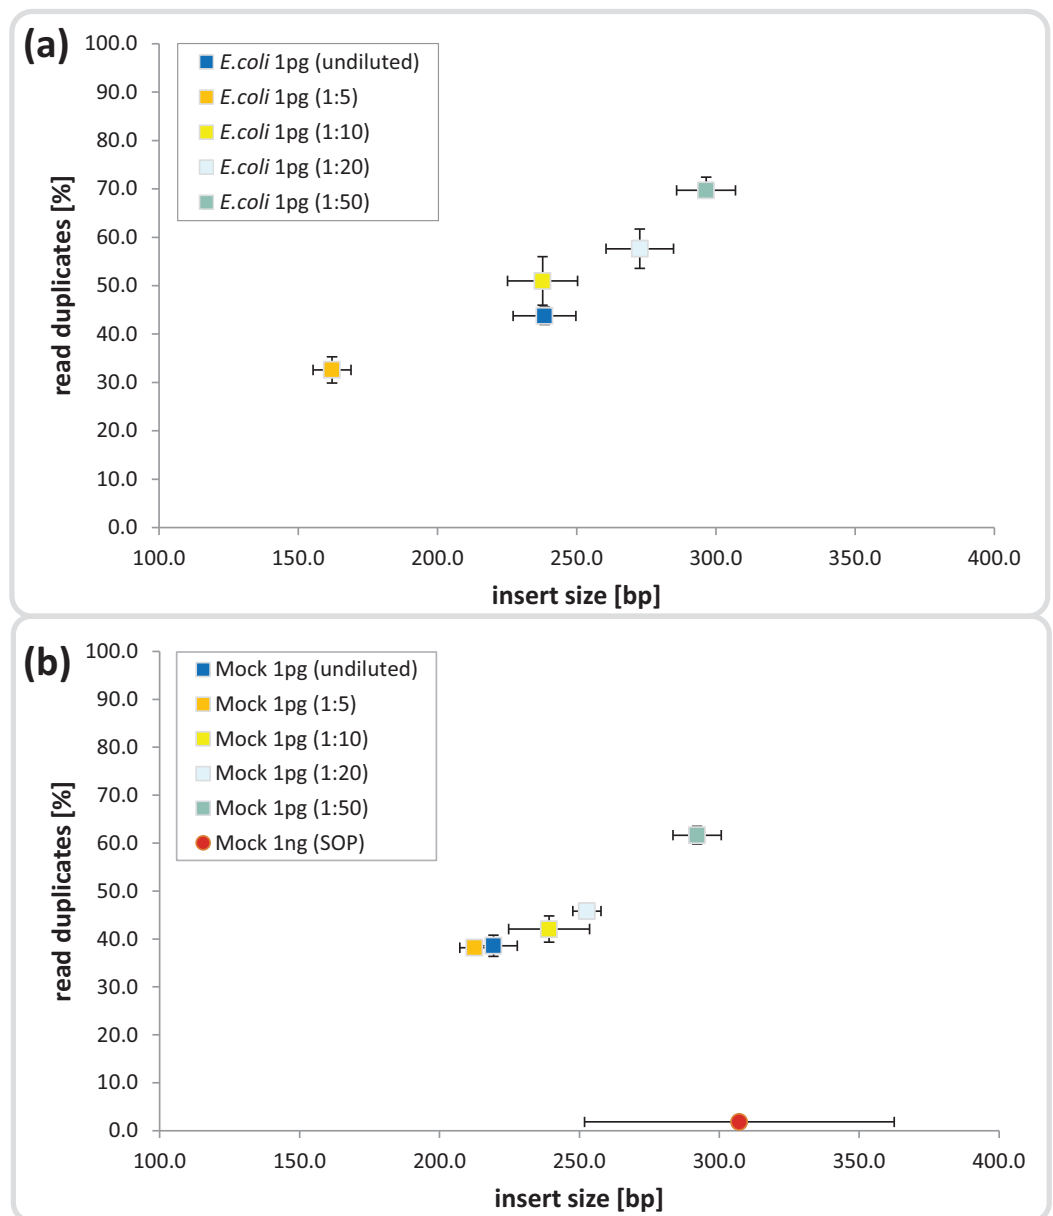 (a)
100.0
90.0
80.0
70.0
60.0
50.0
40.0
30.0
20.0
10.0
0.0
read duplicates [%]
E.coli 1pg (undiluted)
E.coli 1pg (1:5)
E.coli 1pg (1:10)
E.coli 1pg (1:20)
E.coli 1pg (1:50)
100.0 150.0 200.0 250.0 300.0 350.0 400.0
insert size [bp]
(b)
100.0
90.0
80.0
70.0
60.0
50.0
40.0
30.0
20.0
10.0
0.0
read duplicates [%]
Mock 1pg (undiluted)
Mock 1pg (1:5)
Mock 1pg (1:10)
Mock 1pg (1:20)
Mock 1pg (1:50)
Mock 1ng (SOP)
100.0 150.0 200.0 250.0 300.0 350.0 400.0
insert size [bp]